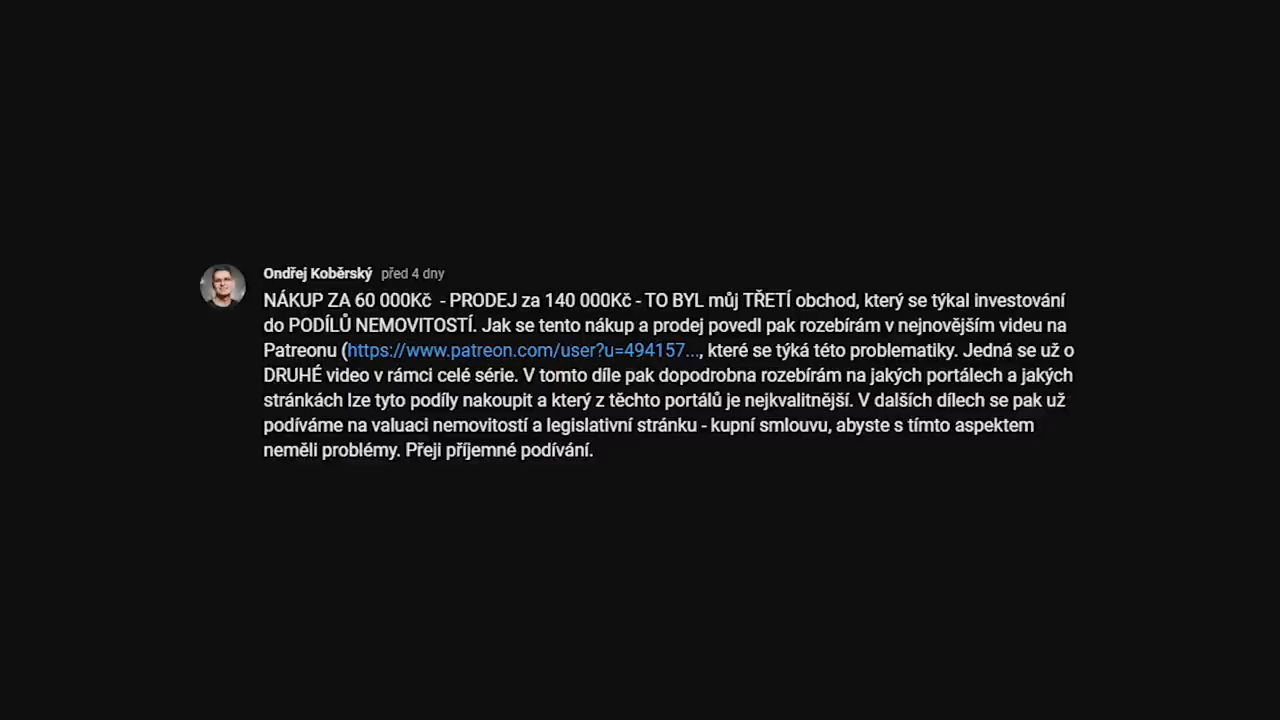 Ondřej Koběrský před 4 dny
NÁKUP ZA 60 000Kč - PRODEJ za 140 000Kč - TO BYL můj TŘETÍ obchod, který se týkal investování
do PODÍLŮ NEMOVITOSTÍ. Jak se tento nákup a prodej povedl pak rozebírám v nejnovějším videu na
Patreonu (https://www.patreon.com/user?u=494157..., které se týká této problematiky. Jedná se už o
DRUHÉ video v rámci celé série. V tomto díle pak dopodrobna rozebírám na jakých portálech a jakých
stránkách lze tyto podíly nakoupit a který z těchto portálů je nejkvalitnější. V dalších dílech se pak už
podíváme na valuaci nemovitostí a legislativní stránku - kupní smlouvu, abyste s tímto aspektem
neměli problémy. Přeji příjemné podívání.